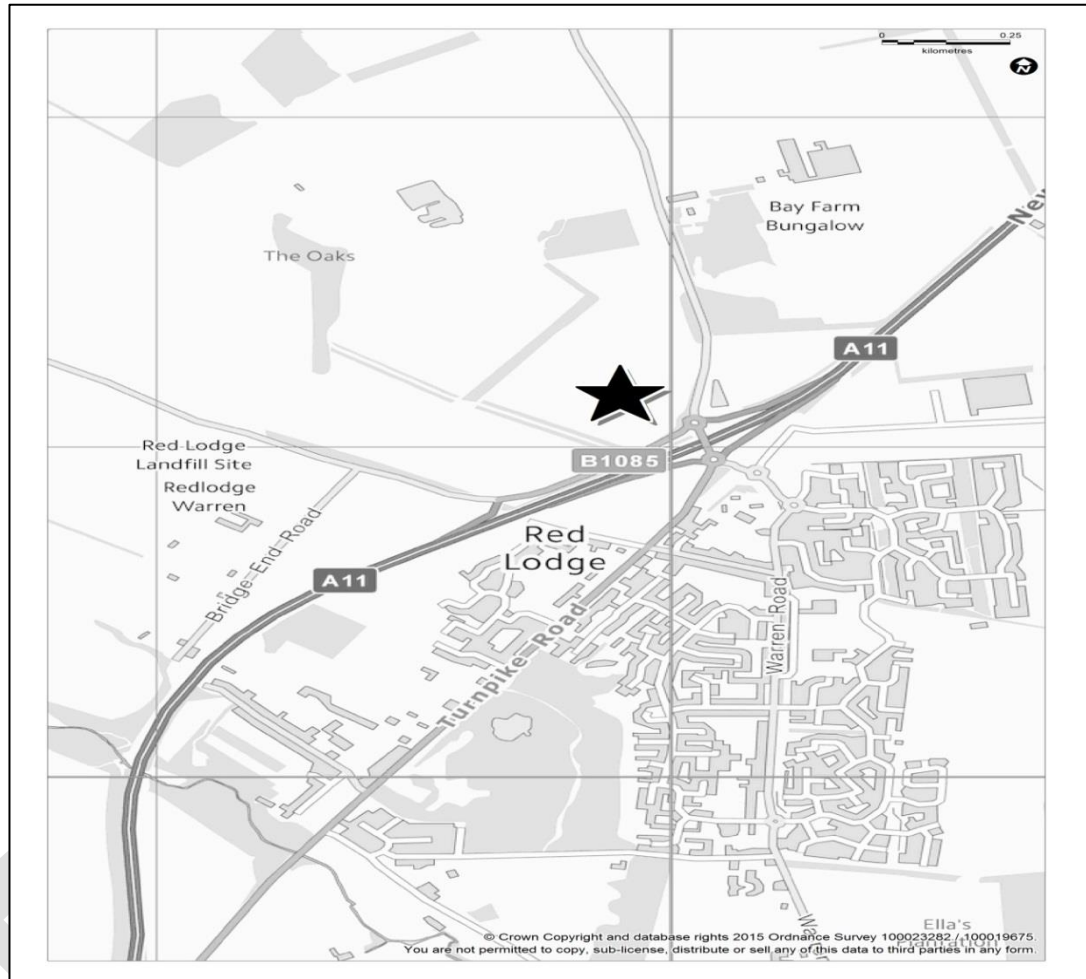 0 0.25
kilometres
N
Bay Farm
Bungalow
New
The Oaks
A11
Red Lodge
Landfill Site
Redlodge
Warren
B1085
Bridge-End-Road
Red
Lodge
A11
Turnpike Road
Warren Road
Ella's
Plantation
© Crown Copyright and database rights 2015 Ordnance Survey 100023282 / 100019675.
You are not permitted to copy, sub-license, distribute or sell any of this data to third parties in any form.